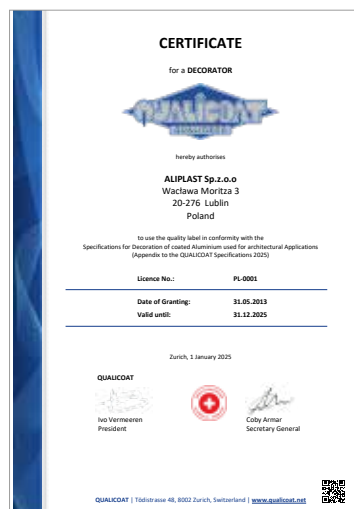 CERTIFICATE
for a DECORATOR
QUALICOAT
hereby authorises
ALIPLAST Sp.z.o.o
Wacława Moritza 3
20-276 Lublin
Poland
to use the quality label in conformity with the
Specifications for Decoration of coated Aluminium used for architectural Applications
(Appendix to the QUALICOAT Specifications 2025)
Licence No.: PL-0001
Date of Granting: 31.05.2013
Valid until: 31.12.2025
Zurich, 1 January 2025
QUALICOAT
Ivo Vermeeren
President
Coby Armar
Secretary General
QUALICOAT | Tödistrasse 48, 8002 Zurich, Switzerland | www.qualicoat.net